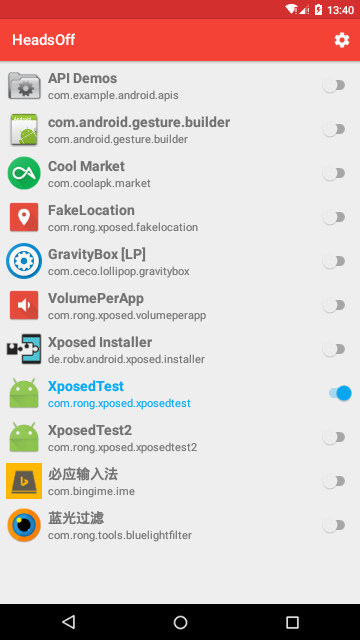 13:40
HeadsOff
API Demos
com.example.android.apis
com.android.gesture.builder
com.android.gesture.builder
Cool Market
com.coolapk.market
FakeLocation
com.rong.xposed.fakelocation
GravityBox [LP]
com.ceco.lollipop.gravitybox
VolumePerApp
com.rong.xposed.volumeperapp
Xposed Installer
de.robv.android.xposed.installer
XposedTest
com.rong.xposed.xposedtest
XposedTest2
com.rong.xposed.xposedtest2
必应输入法
com.bingime.ime
蓝光过滤
com.rong.tools.bluelightfilter